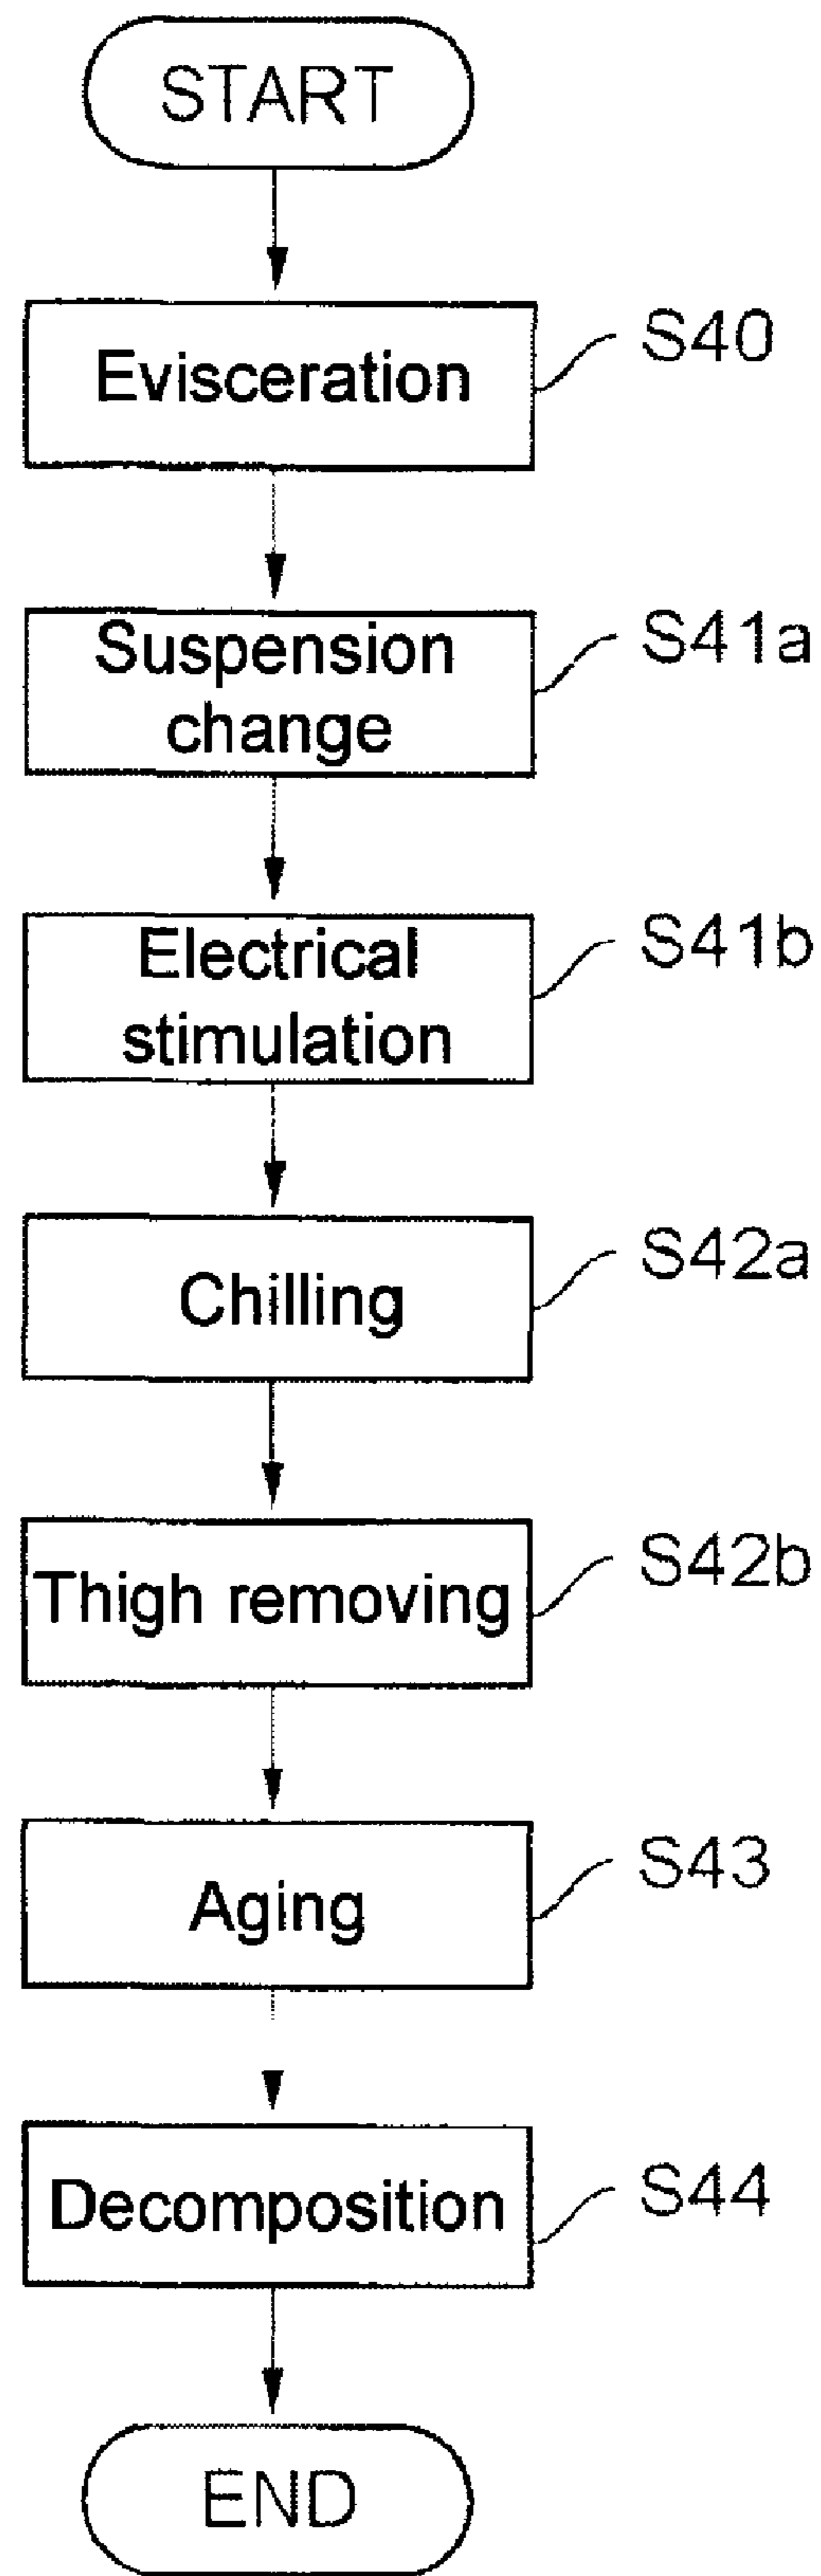 START
Evisceration
S40
Suspension
change
S41a
Electrical
stimulation
S41b
Chilling
S42a
Thigh removing
S42b
Aging
S43
Decomposition
S44
END